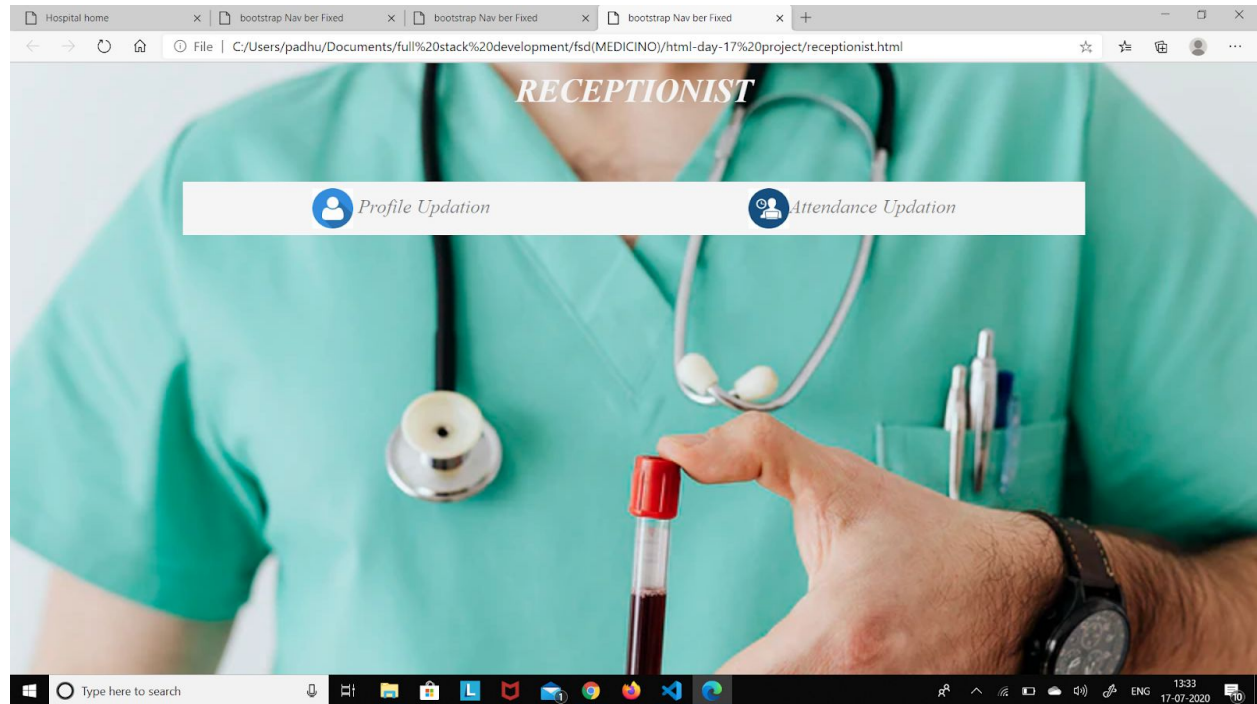 Hospital home
bootstrap Nav ber Fixed
bootstrap Nav ber Fixed
bootstrap Nav ber Fixed
File | C:/Users/padhu/Documents/full%20stack%20development/fsd(MEDICINO)/html-day-17%20project/receptionist.html
RECEPTIONIST
Profile Updation
Attendance Updation
Type here to search
L
1
ENG
13:33
17-07-2020
10